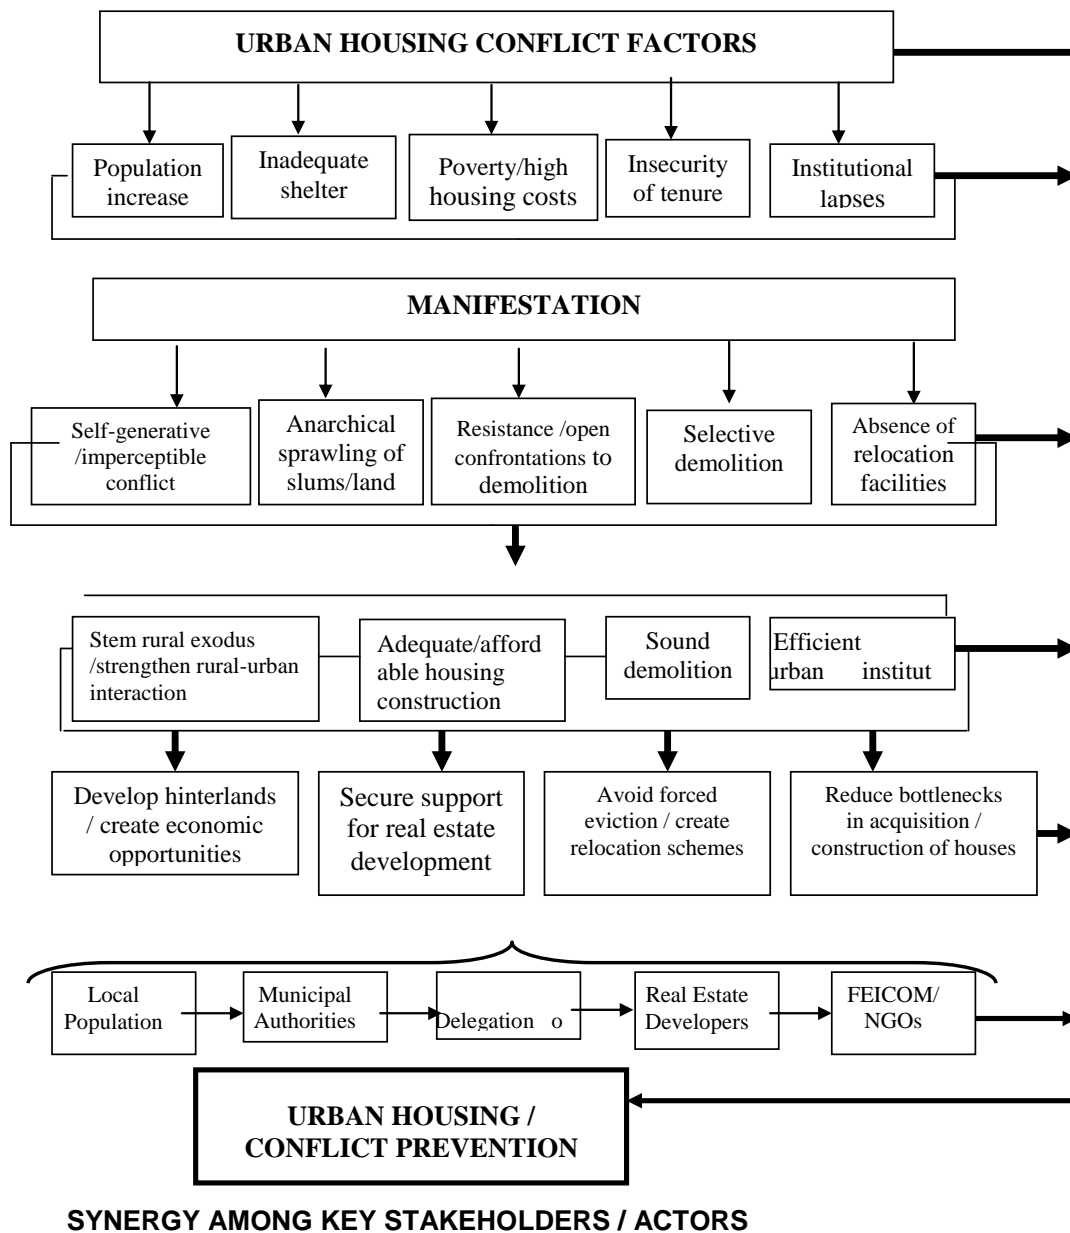 URBAN HOUSING CONFLICT FACTORS
Population
increase
Inadequate
shelter
Poverty/high
housing costs
Insecurity
of tenure
Institutional
lapses
MANIFESTATION
Self-generative
/imperceptible
conflict
Anarchical
sprawling of
slums/land
Resistance /open
confrontations to
demolition
Selective
demolition
Absence of
relocation
facilities
Stem rural exodus
/strengthen rural-urban
interaction
Adequate/afford
able housing
construction
Sound
demolition
Efficient
urban institut
Develop hinterlands
/ create economic
opportunities
Secure support
for real estate
development
Avoid forced
eviction / create
relocation schemes
Reduce bottlenecks
in acquisition /
construction of houses
Local
Population
Municipal
Authorities
Delegation o
Real Estate
Developers
FEICOM/
NGOs
URBAN HOUSING /
CONFLICT PREVENTION
SYNERGY AMONG KEY STAKEHOLDERS / ACTORS